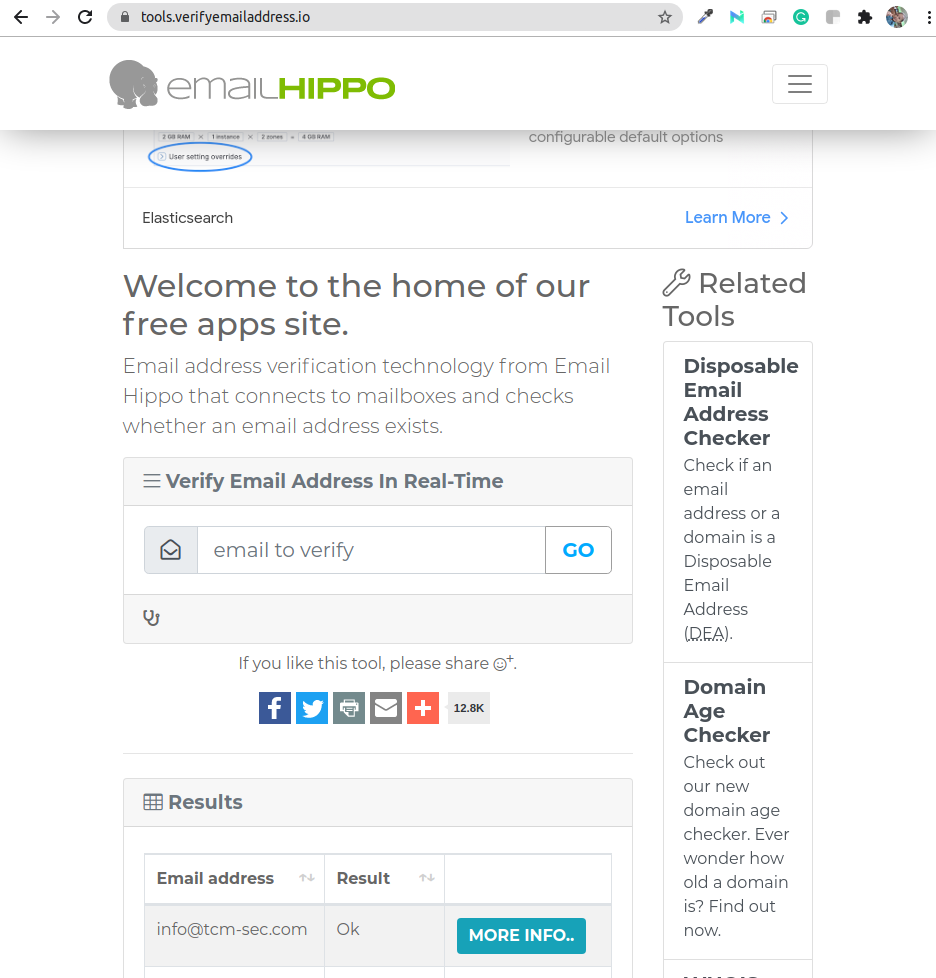 tools.verifyemailaddress.io
emailHIPPO
2 GB RAM × 1 instance × 2 zones = 4 GB RAM
configurable default options
User setting overrides
Elasticsearch
Learn More
Welcome to the home of our
free apps site.
Email address verification technology from Email
Hippo that connects to mailboxes and checks
whether an email address exists.
Verify Email Address In Real-Time
email to verify
GO
If you like this tool, please share
.
12.8K
Results
Email address
Result
info@tcm-sec.com
Ok
MORE INFO..
Related
Tools
Disposable
Email
Address
Checker
Check if an
email
address or a
domain is a
Disposable
Email
Address
(DEA).
Domain
Age
Checker
Check out
our new
domain age
checker. Ever
wonder how
old a domain
is? Find out
now.